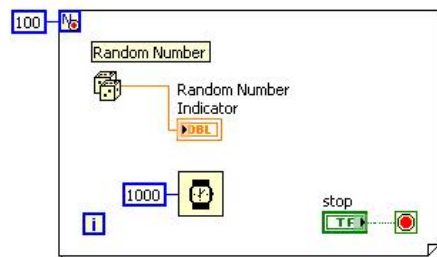 100 N
Random Number
Random Number
Indicator
DBL
1000
stop
i
TF